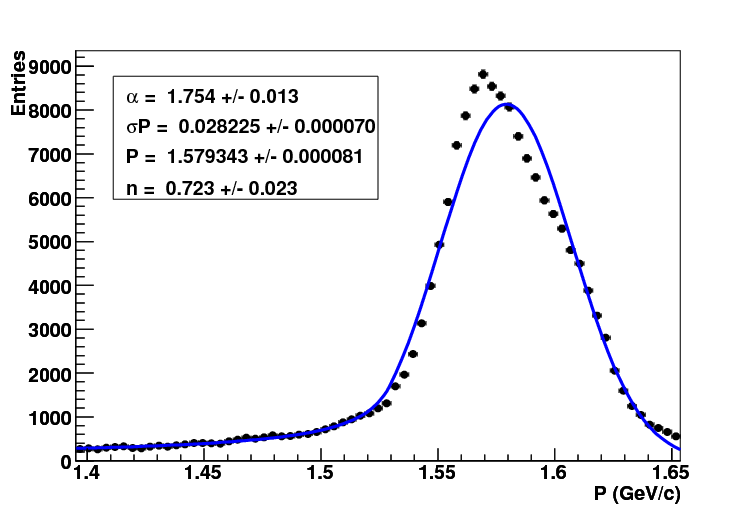 Entries
9000
8000
7000
6000
5000
4000
3000
2000
1000
0
α = 1.754 +/- 0.013
σP = 0.028225 +/- 0.000070
P = 1.579343 +/- 0.000081
n = 0.723 +/- 0.023
1.4 1.45 1.5 1.55 1.6 1.65
P (GeV/c)